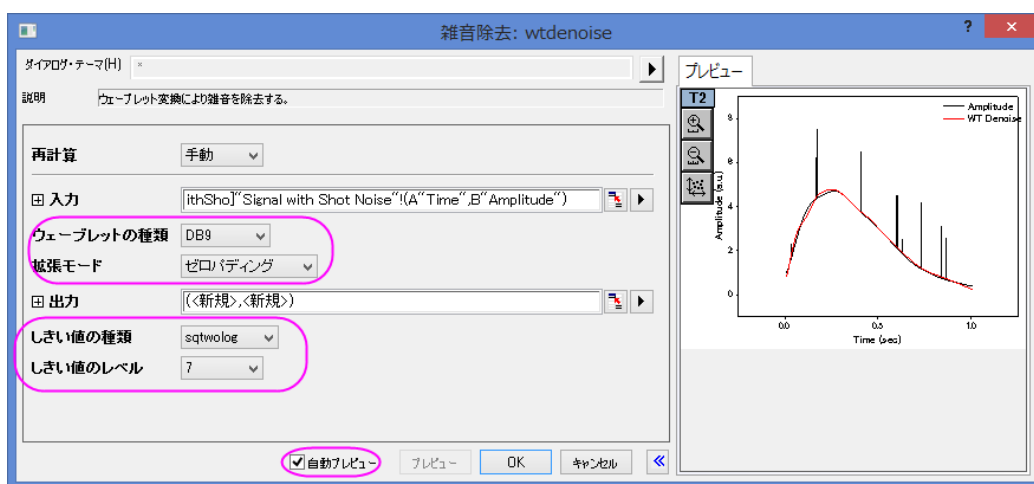 雑音除去: wtdenoise
? ×
ダイアログ・テーマ(H) *
説明 ウェーブレット変換により雑音を除去する。
再計算 手動
入力 [ithSho]"Signal with Shot Noise"!(A"Time",B"Amplitude")
ウェーブレットの種類 DB9
拡張モード ゼロパディング
出力 (<新規>,<新規>)
しきい値の種類 sqtwolog
しきい値のレベル 7
自動プレビュー プレビュー OK キャンセル
プレビュー
T2
Amplitude
WT Denoise
8
6
4
2
0
Amplitude (a.u.)
0.0 0.5 1.0
Time (sec)